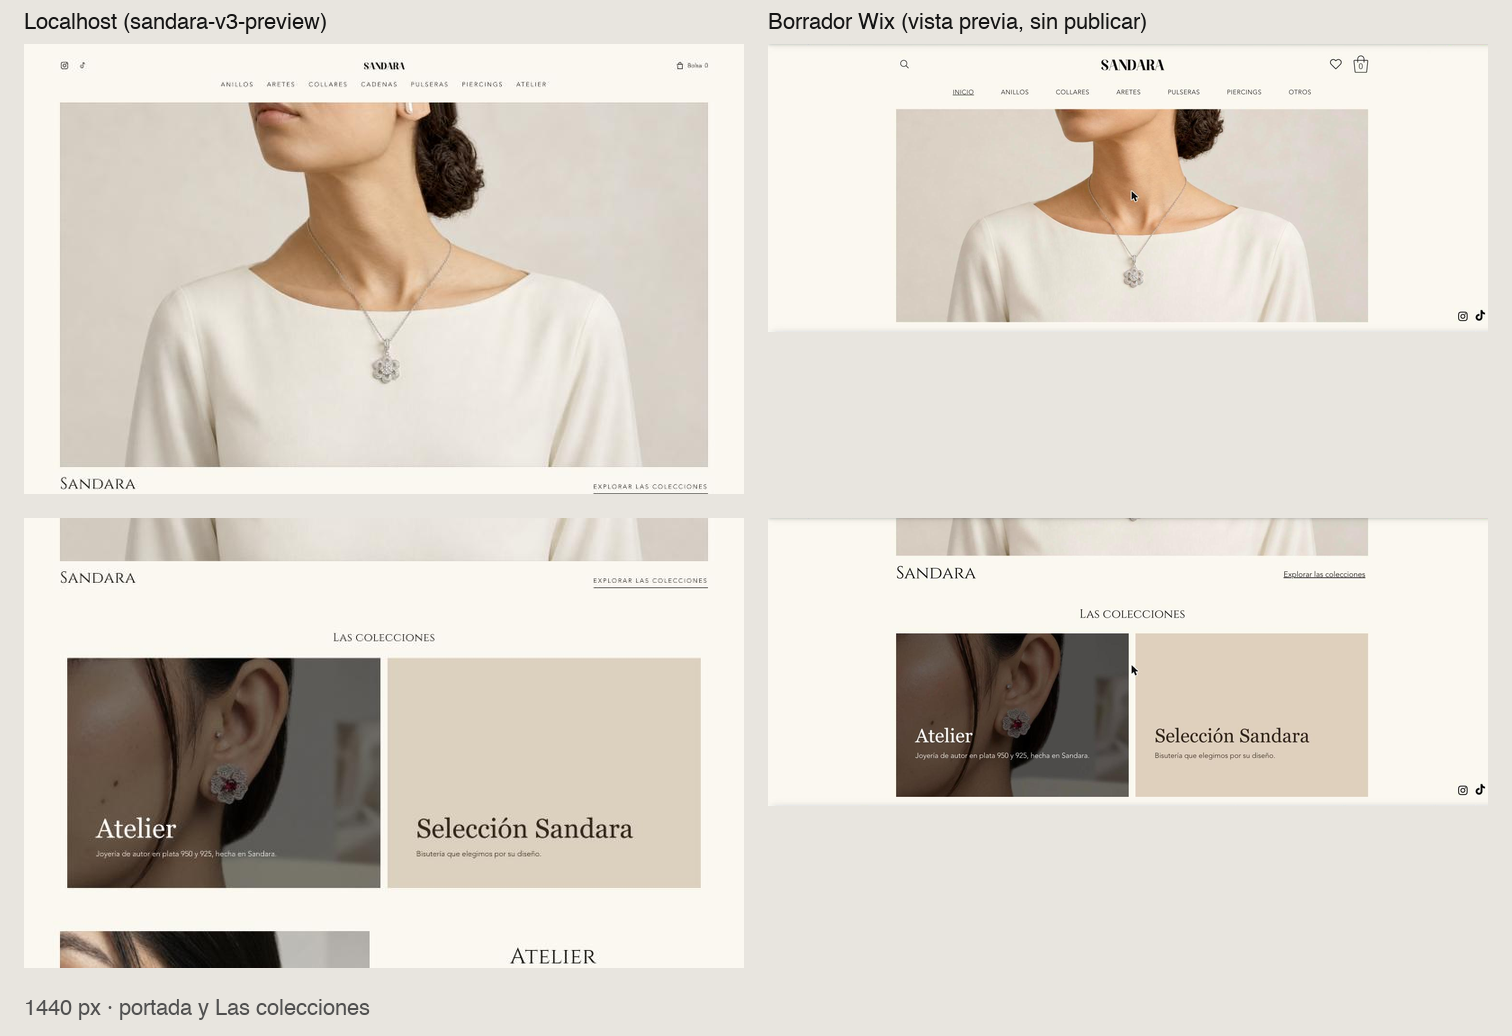 Localhost (sandara-v3-preview)
SANDARA
Bolsa 0
ANILLOS ARETES COLLARES CADENAS PULSERAS PIERCINGS ATELIER
SANDARA
EXPLORAR LAS COLECCIONES
Borrador Wix (vista previa, sin publicar)
SANDARA
0
INICIO ANILLOS COLLARES ARETES PULSERAS PIERCINGS OTROS
SANDARA
EXPLORAR LAS COLECCIONES
LAS COLECCIONES
Atelier
Joyería de autor en plata 950 y 925, hecha en Sandara.
Selección Sandara
Bisutería que elegimos por su diseño.
ATELIER
SANDARA
Explorar las colecciones
LAS COLECCIONES
Atelier
Joyería de autor en plata 950 y 925, hecha en Sandara.
Selección Sandara
Bisutería que elegimos por su diseño.
1440 px · portada y Las colecciones